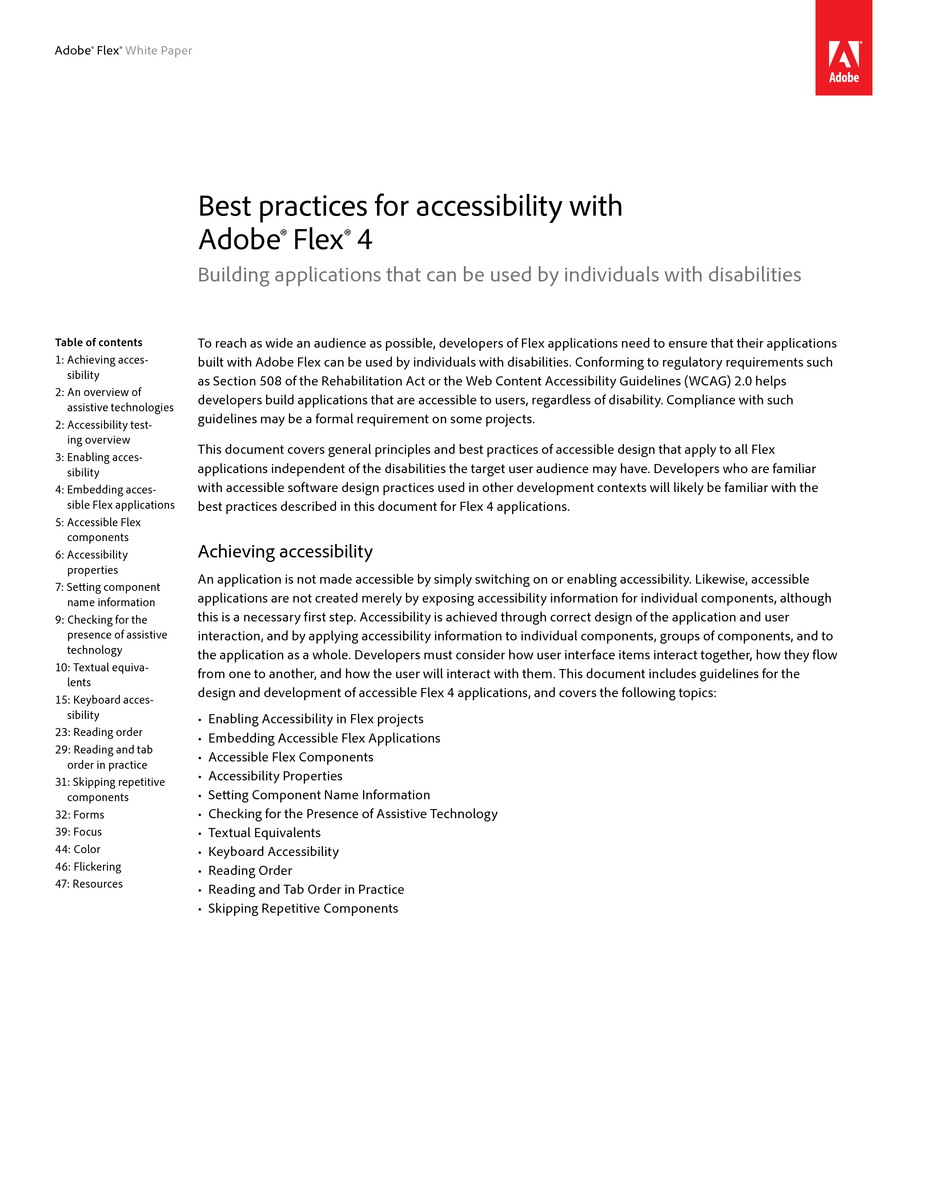 Adobe® Flex® White Paper
Adobe
Best practices for accessibility with
Adobe® Flex® 4
Building applications that can be used by individuals with disabilities
Table of contents
1: Achieving acces-
sibility
2: An overview of
assistive technologies
2: Accessibility test-
ing overview
3: Enabling acces-
sibility
4: Embedding acces-
sible Flex applications
5: Accessible Flex
components
6: Accessibility
properties
7: Setting component
name information
9: Checking for the
presence of assistive
technology
10: Textual equiva-
lents
15: Keyboard acces-
sibility
23: Reading order
29: Reading and tab
order in practice
31: Skipping repetitive
components
32: Forms
39: Focus
44: Color
46: Flickering
47: Resources
To reach as wide an audience as possible, developers of Flex applications need to ensure that their applications
built with Adobe Flex can be used by individuals with disabilities. Conforming to regulatory requirements such
as Section 508 of the Rehabilitation Act or the Web Content Accessibility Guidelines (WCAG) 2.0 helps
developers build applications that are accessible to users, regardless of disability. Compliance with such
guidelines may be a formal requirement on some projects.
This document covers general principles and best practices of accessible design that apply to all Flex
applications independent of the disabilities the target user audience may have. Developers who are familiar
with accessible software design practices used in other development contexts will likely be familiar with the
best practices described in this document for Flex 4 applications.
Achieving accessibility
An application is not made accessible by simply switching on or enabling accessibility. Likewise, accessible
applications are not created merely by exposing accessibility information for individual components, although
this is a necessary first step. Accessibility is achieved through correct design of the application and user
interaction, and by applying accessibility information to individual components, groups of components, and to
the application as a whole. Developers must consider how user interface items interact together, how they flow
from one to another, and how the user will interact with them. This document includes guidelines for the
design and development of accessible Flex 4 applications, and covers the following topics:
• Enabling Accessibility in Flex projects
• Embedding Accessible Flex Applications
• Accessible Flex Components
• Accessibility Properties
• Setting Component Name Information
• Checking for the Presence of Assistive Technology
• Textual Equivalents
• Keyboard Accessibility
• Reading Order
• Reading and Tab Order in Practice
• Skipping Repetitive Components